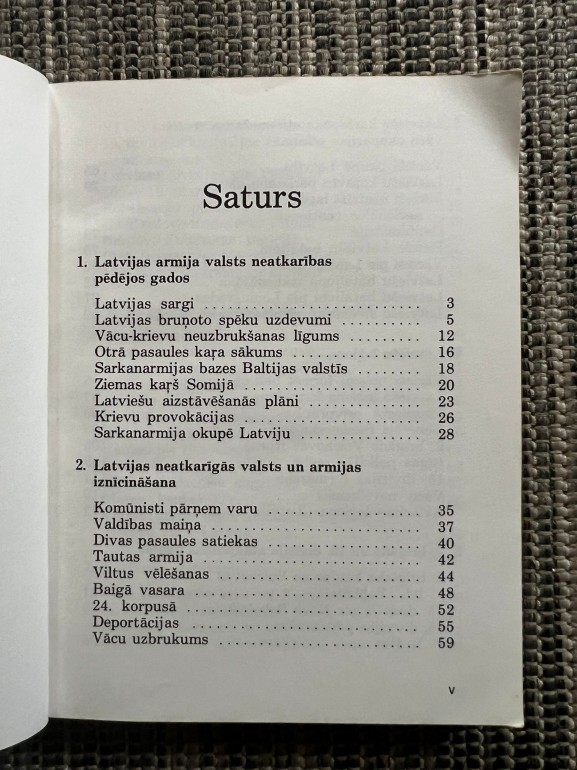 Saturs
1. Latvijas armija valsts neatkarības
pēdējos gados
Latvijas sargi . . . . . . . . . . . . . . . . . . . . . . . . . . 3
Latvijas bruņoto spēku uzdevumi . . . . . . . . . . 5
Vācu-krievu neuzbrukšanas līgums . . . . . . . . . 12
Otrā pasaules kaŗa sākums . . . . . . . . . . . . . . . 16
Sarkanarmijas bazes Baltijas valstīs . . . . . . . . 18
Ziemas kaŗš Somijā . . . . . . . . . . . . . . . . . . . . . 20
Latviešu aizstāvēšanās plāni . . . . . . . . . . . . . . 23
Krievu provokācijas . . . . . . . . . . . . . . . . . . . . . 26
Sarkanarmija okupē Latviju . . . . . . . . . . . . . . . 28
2. Latvijas neatkarīgās valsts un armijas
iznīcināšana
Komūnisti pārņem varu . . . . . . . . . . . . . . . . . . 35
Valdības maiņa . . . . . . . . . . . . . . . . . . . . . . . . . 37
Divas pasaules satiekas . . . . . . . . . . . . . . . . . . 40
Tautas armija . . . . . . . . . . . . . . . . . . . . . . . . . . 42
Viltus vēlēšanas . . . . . . . . . . . . . . . . . . . . . . . . 44
Baigā vasara . . . . . . . . . . . . . . . . . . . . . . . . . . . 48
24. korpusā . . . . . . . . . . . . . . . . . . . . . . . . . . . . 52
Deportācijas . . . . . . . . . . . . . . . . . . . . . . . . . . . 55
Vācu uzbrukums . . . . . . . . . . . . . . . . . . . . . . . . 59
v